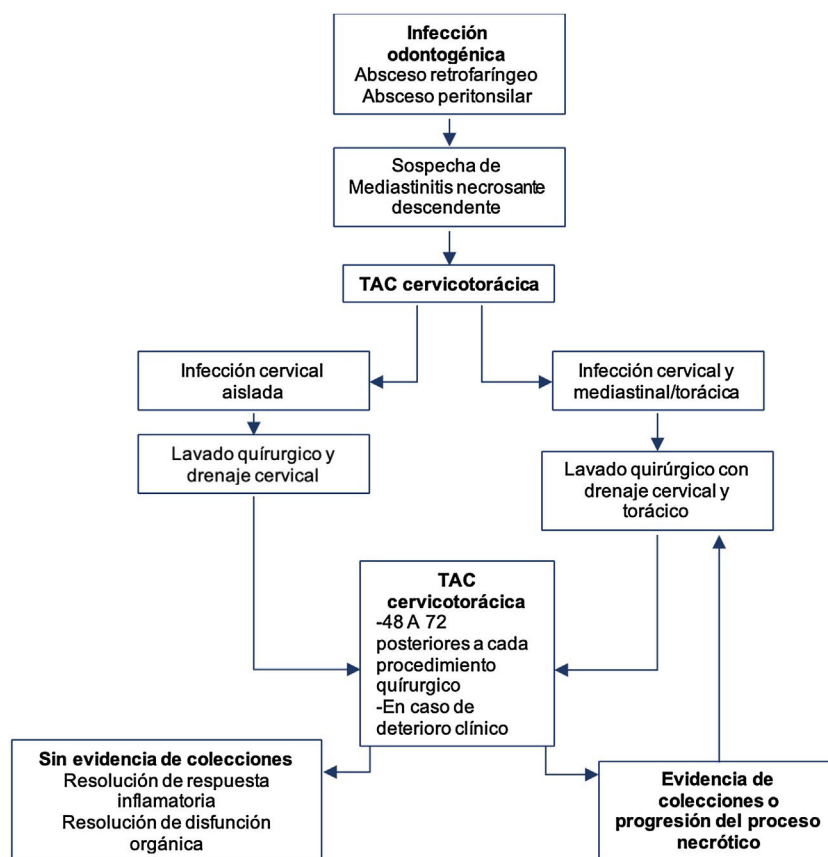 Infección
odontogénica
Absceso retrofaríngeo
Absceso peritonsilar
Sospecha de
Mediastinitis necrosante
descendente
TAC cervicotorácica
Infección cervical
aislada
Infección cervical y
mediastinal/torácica
Lavado quírurgico y
drenaje cervical
Lavado quirúrgico con
drenaje cervical y
torácico
TAC
cervicotorácica
-48 A 72
posteriores a cada
procedimiento
quírurgico
-En caso de
deterioro clínico
Sin evidencia de colecciones
Resolución de respuesta
inflamatoria
Resolución de disfunción
orgánica
Evidencia de
colecciones o
progresión del proceso
necrótico